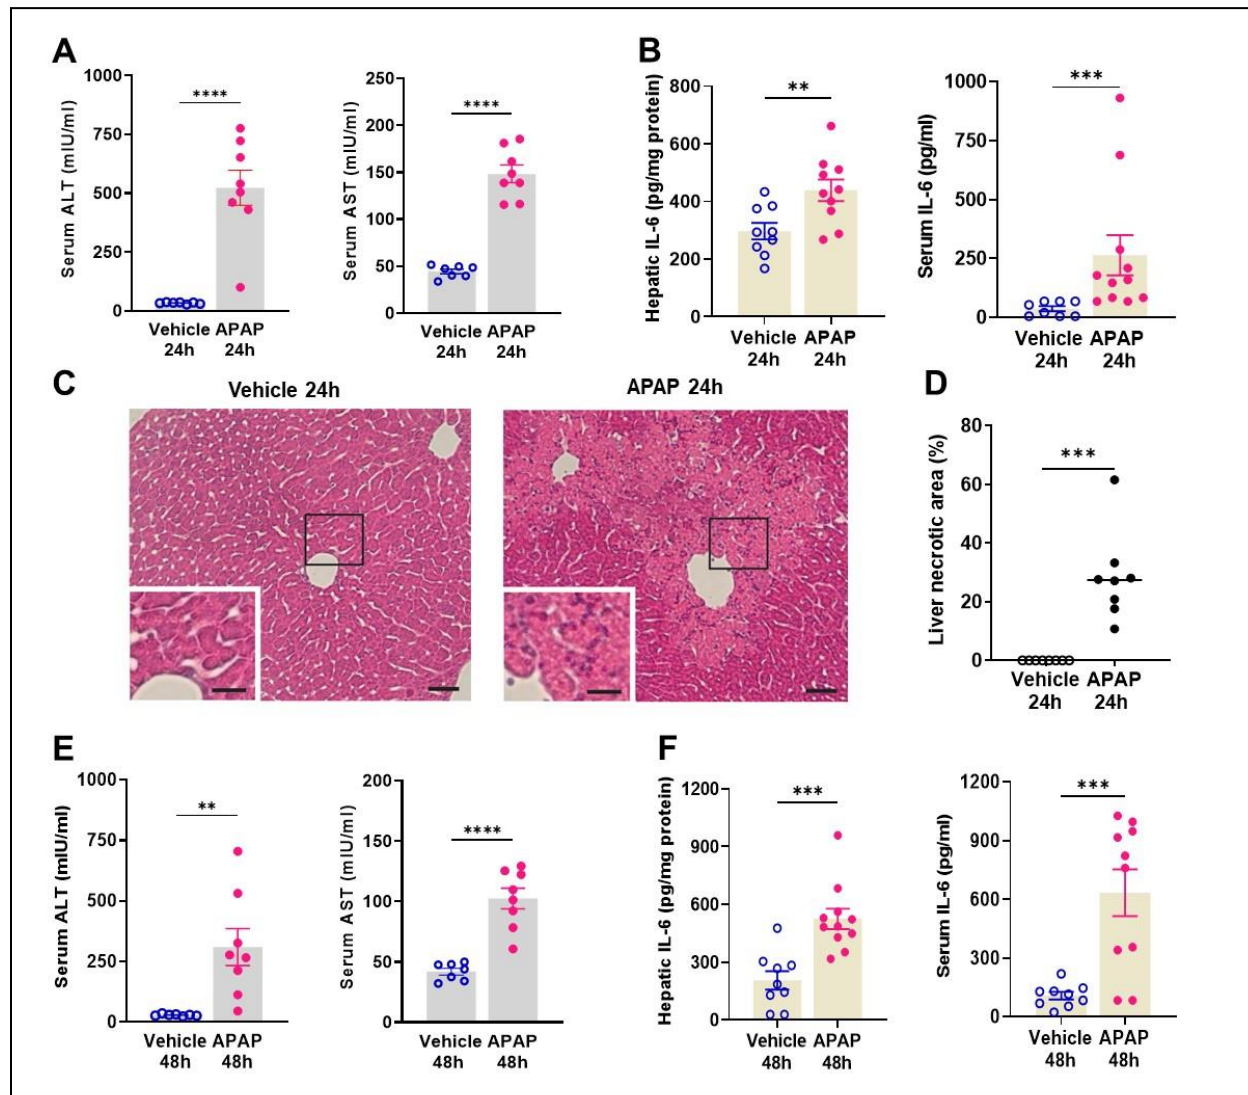 A
Serum ALT (mIU/ml)
1000
750
500
250
0
****
Vehicle APAP
24h 24h
Serum AST (mIU/ml)
250
200
150
100
50
0
****
Vehicle APAP
24h 24h
B
Hepatic IL-6 (pg/mg protein)
800
600
400
200
0
**
Vehicle APAP
24h 24h
Serum IL-6 (pg/ml)
1000
750
500
250
0
***
Vehicle APAP
24h 24h
C
Vehicle 24h
APAP 24h
D
Liver necrotic area (%)
80
60
40
20
0
***
Vehicle APAP
24h 24h
E
Serum ALT (mIU/ml)
1000
750
500
250
0
**
Vehicle APAP
48h 48h
Serum AST (mIU/ml)
200
150
100
50
0
****
Vehicle APAP
48h 48h
F
Hepatic IL-6 (pg/mg protein)
1200
900
600
300
0
***
Vehicle APAP
48h 48h
Serum IL-6 (pg/ml)
1200
900
600
300
0
***
Vehicle APAP
48h 48h